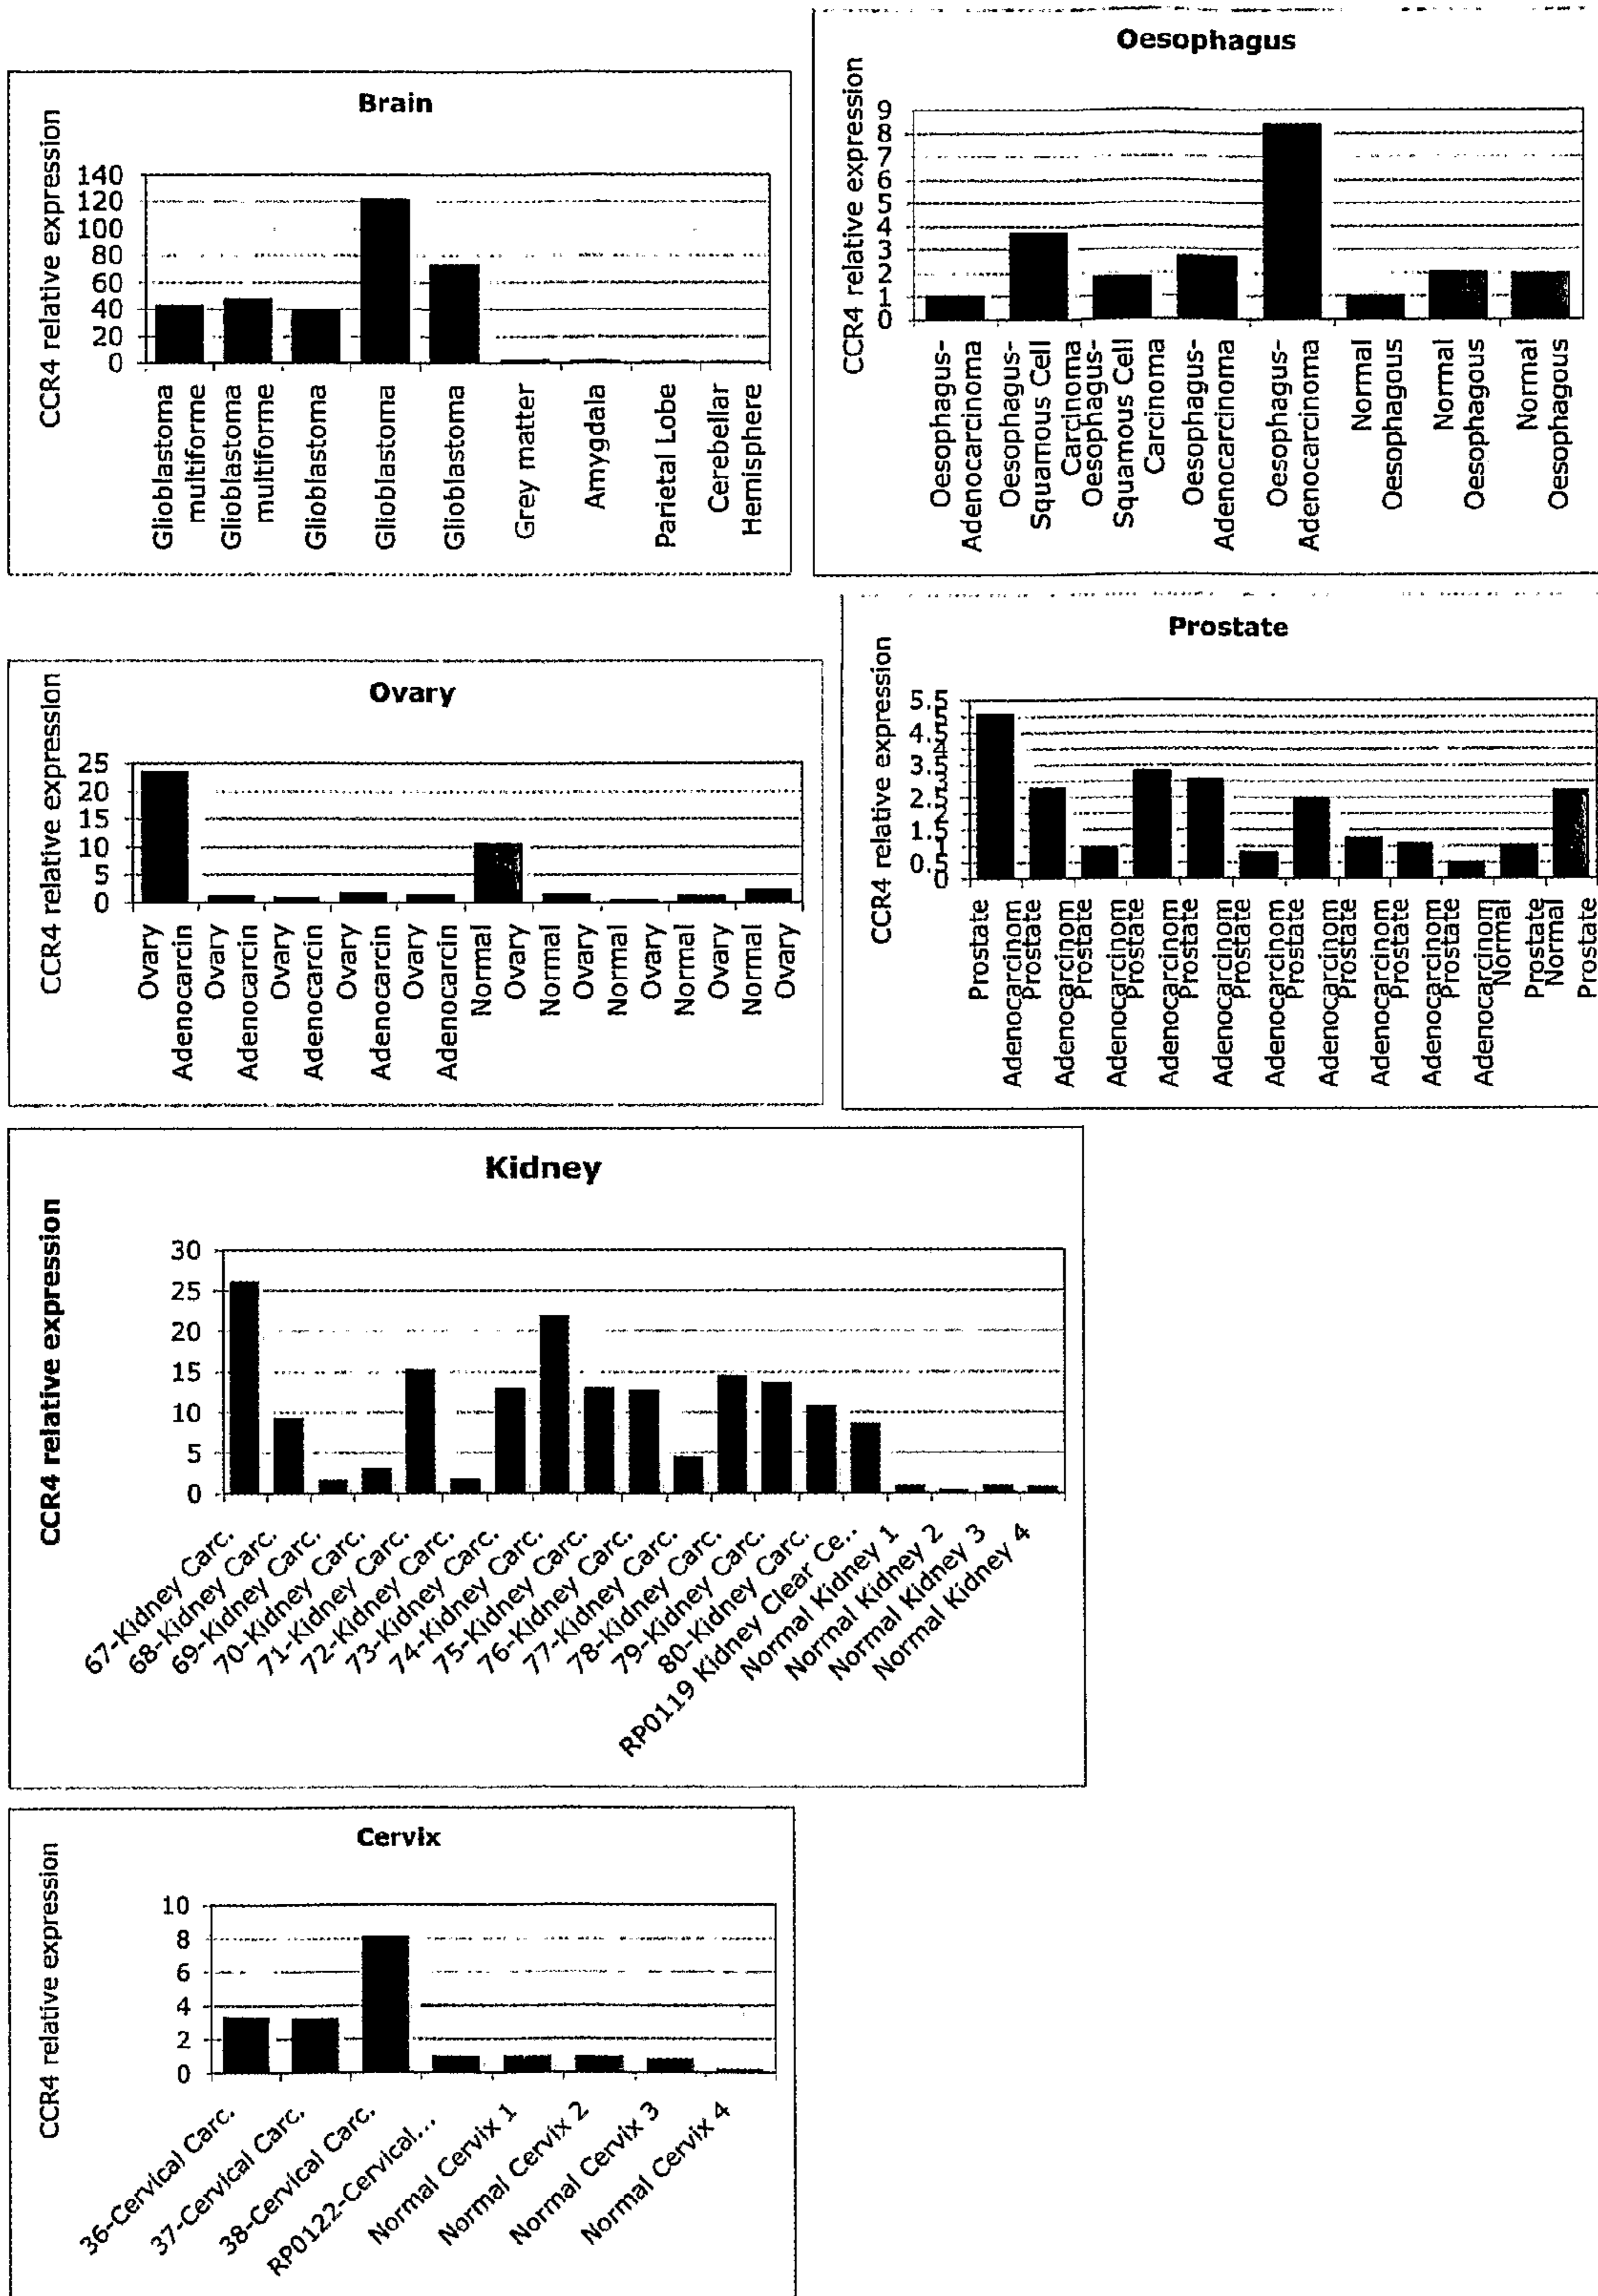 Brain
CCR4 relative expression
140
120
100
80
60
40
20
0
Glioblastoma
multiforme
Glioblastoma
multiforme
Glioblastoma
Glioblastoma
Glioblastoma
Grey matter
Amygdala
Parietal Lobe
Cerebellar
Hemisphere
Oesophagus
CCR4 relative expression
9
8
7
6
5
4
3
2
1
0
Oesophagus-
Adenocarcinoma
Oesophagus-
Squamous Cell
Carcinoma
Oesophagus-
Squamous Cell
Carcinoma
Oesophagus-
Adenocarcinoma
Oesophagus-
Adenocarcinoma
Normal
Oesophagous
Normal
Oesophagous
Normal
Oesophagous
Ovary
CCR4 relative expression
25
20
15
10
5
0
Ovary
Adenocarcin
Ovary
Adenocarcin
Ovary
Adenocarcin
Ovary
Adenocarcin
Ovary
Adenocarcin
Normal
Ovary
Normal
Ovary
Normal
Ovary
Normal
Ovary
Normal
Ovary
Prostate
CCR4 relative expression
5.5
5
4.5
4
3.5
3
2.5
2
1.5
1
0.5
0
Prostate
Adenocarcinom
Prostate
Adenocarcinom
Prostate
Adenocarcinom
Prostate
Adenocarcinom
Prostate
Adenocarcinom
Prostate
Adenocarcinom
Prostate
Adenocarcinom
Prostate
Adenocarcinom
Prostate
Adenocarcinom
Prostate
Adenocarcinom
Normal
Prostate
Normal
Prostate
Kidney
CCR4 relative expression
30
25
20
15
10
5
0
67-Kidney Carc.
68-Kidney Carc.
69-Kidney Carc.
70-Kidney Carc.
71-Kidney Carc.
72-Kidney Carc.
73-Kidney Carc.
74-Kidney Carc.
75-Kidney Carc.
76-Kidney Carc.
77-Kidney Carc.
78-Kidney Carc.
79-Kidney Carc.
80-Kidney Carc.
RP0119 Kidney Clear Ce..
Normal Kidney 1
Normal Kidney 2
Normal Kidney 3
Normal Kidney 4
Cervix
CCR4 relative expression
10
8
6
4
2
0
36-Cervical Carc.
37-Cervical Carc.
38-Cervical Carc.
RP0122-Cervical...
Normal Cervix 1
Normal Cervix 2
Normal Cervix 3
Normal Cervix 4